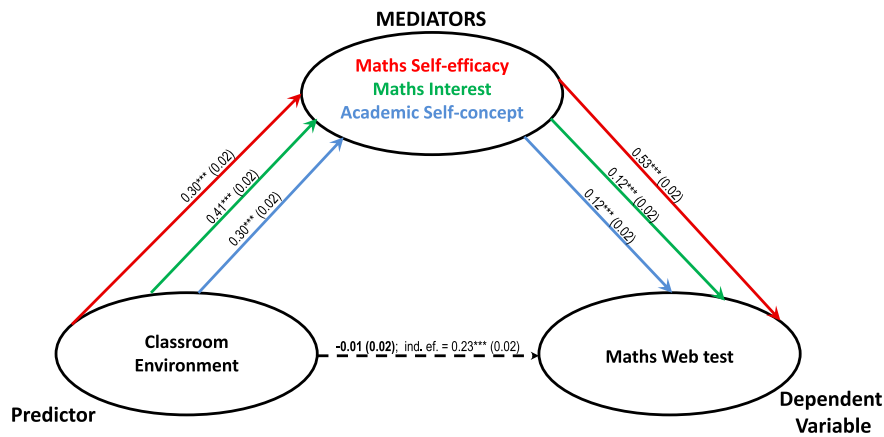 MEDIATORS
Maths Self-efficacy
Maths Interest
Academic Self-concept
0.30*** (0.02)
0.41*** (0.02)
0.30*** (0.02)
0.53*** (0.02)
0.12*** (0.02)
0.12*** (0.02)
Classroom
Environment
-0.01 (0.02); ind. ef. = 0.23*** (0.02)
Maths Web test
Predictor
Dependent
Variable